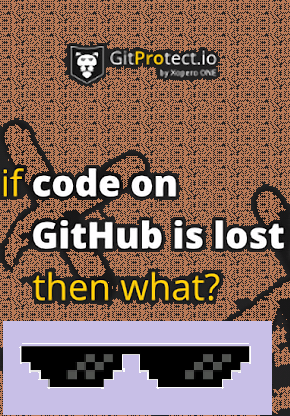 GitProtect.io
by Xopero ONE
if code on
GitHub is lost
then what?